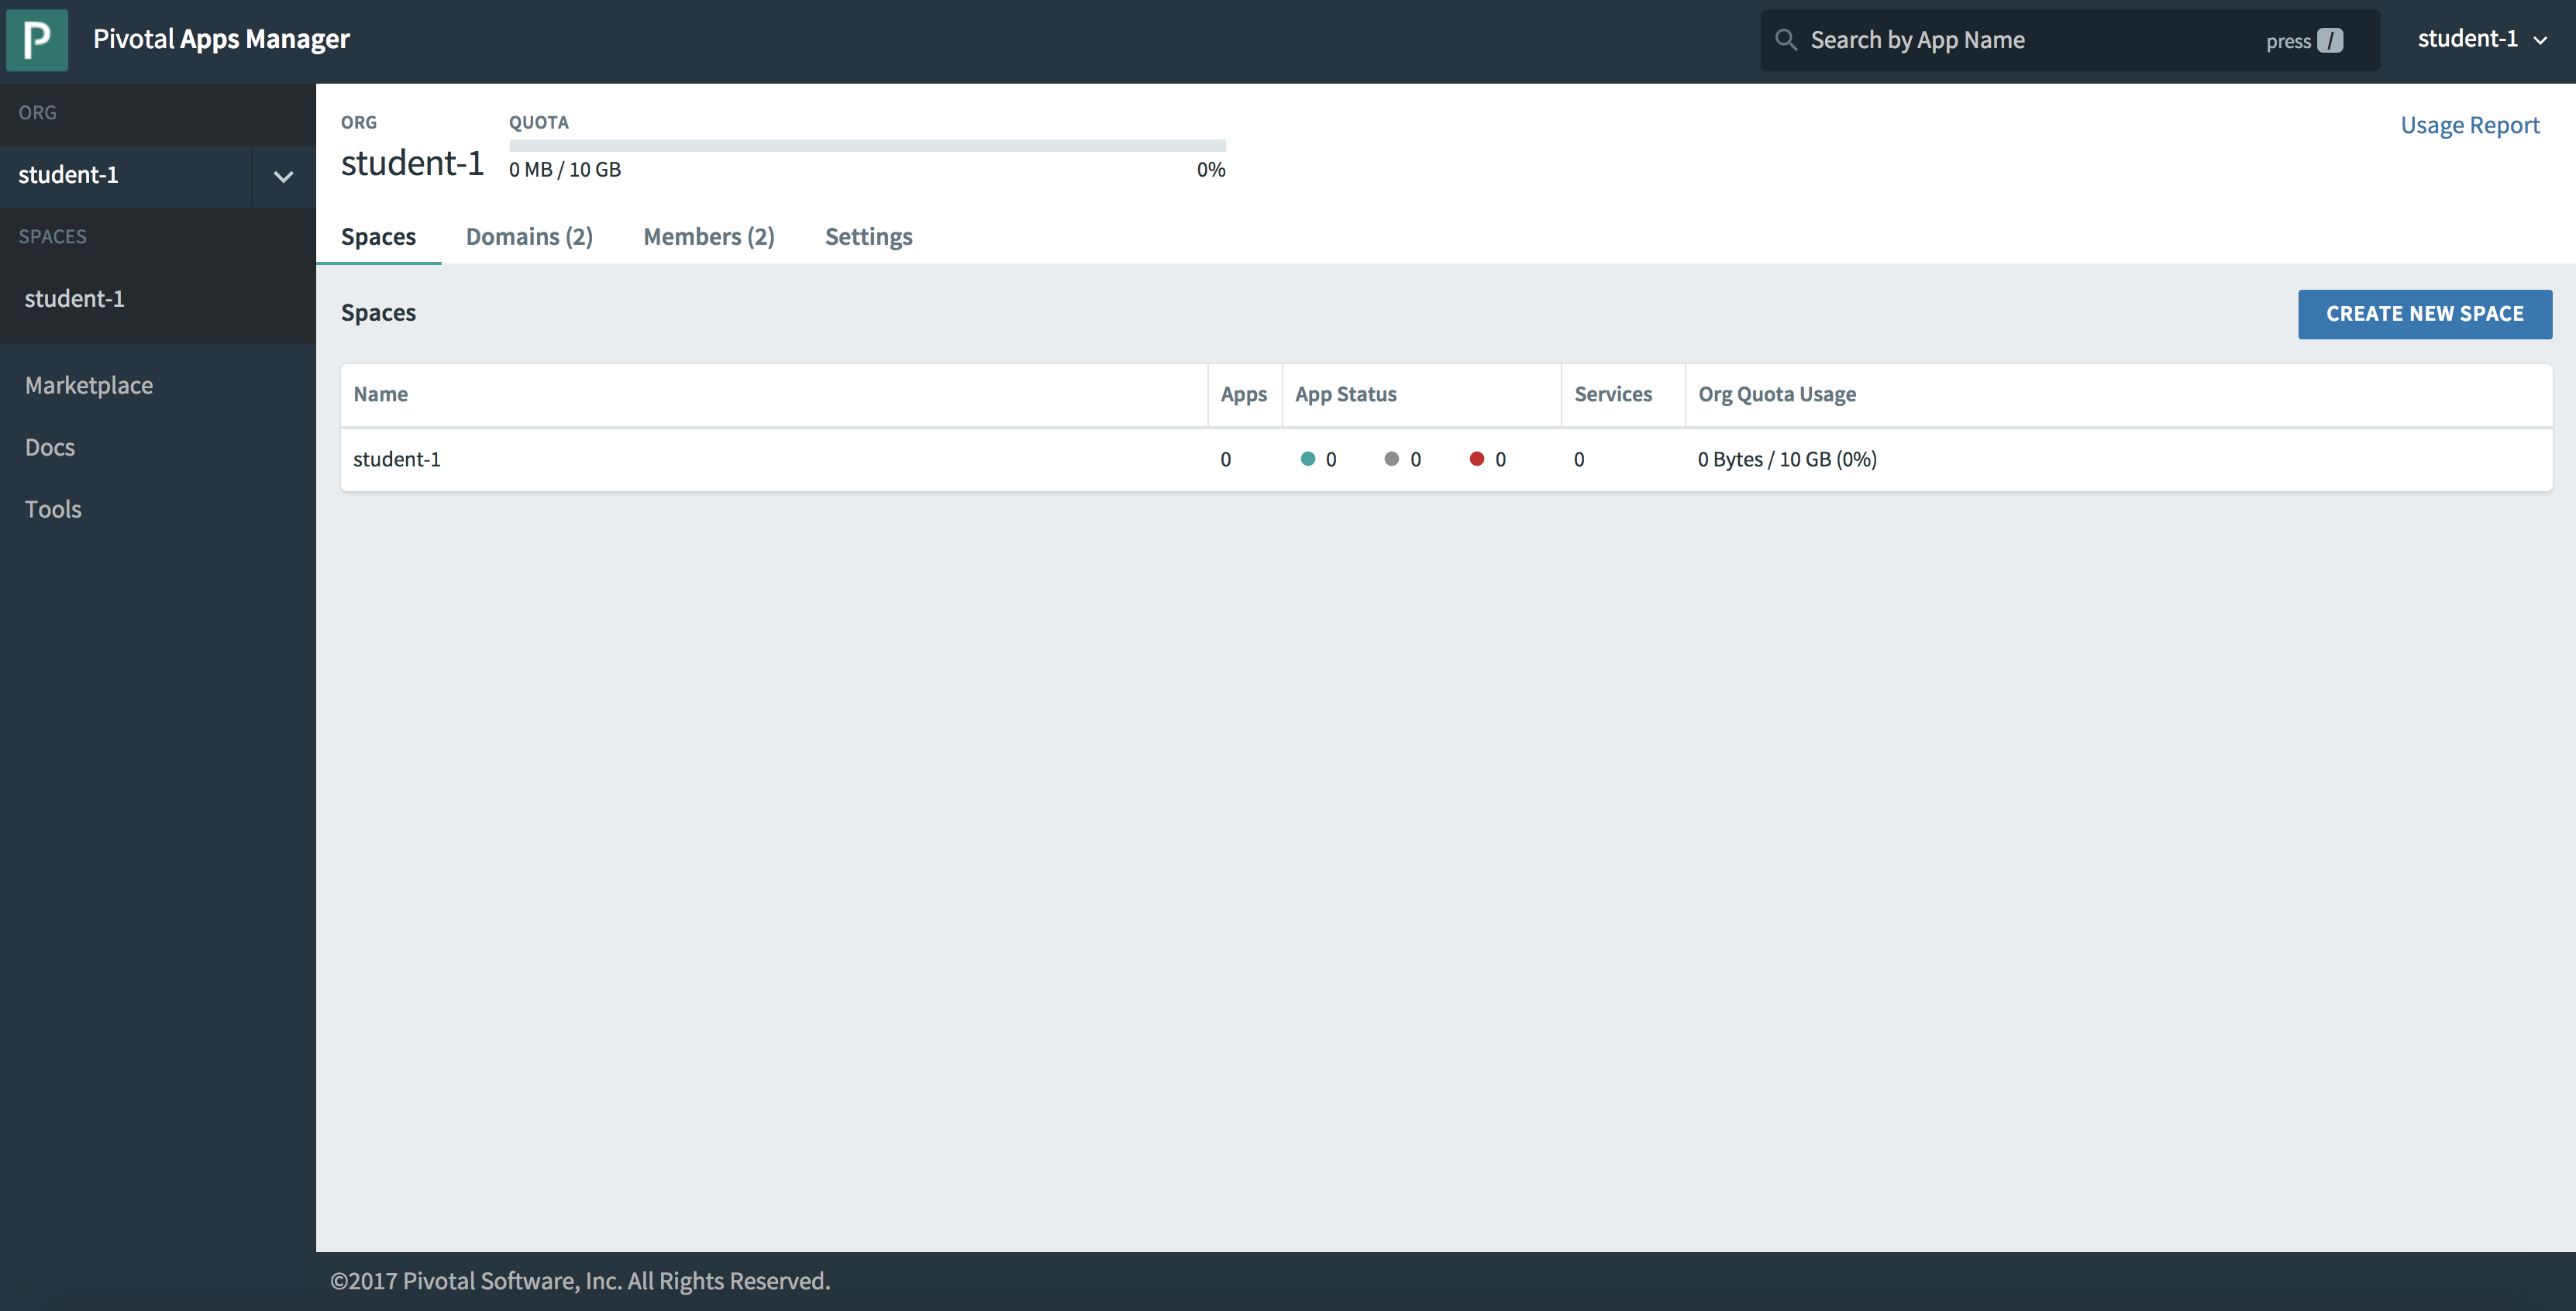 P Pivotal Apps Manager
Search by App Name
press /
student-1
ORG
student-1
SPACES
student-1
Marketplace
Docs
Tools
ORG
student-1
QUOTA
0 MB / 10 GB 0%
Usage Report
Spaces Domains (2) Members (2) Settings
Spaces
CREATE NEW SPACE
Name Apps App Status Services Org Quota Usage
student-1 0 0 0 0 0 0 Bytes / 10 GB (0%)
©2017 Pivotal Software, Inc. All Rights Reserved.